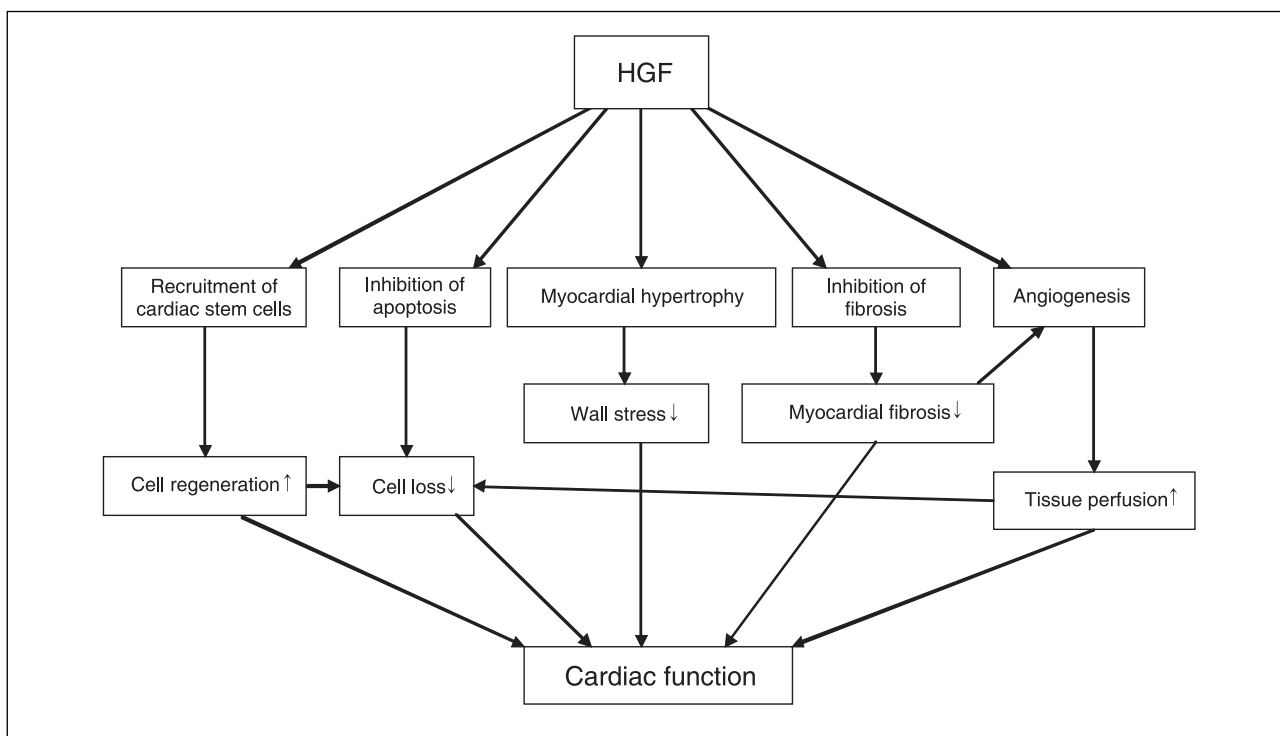 HGF
Recruitment of
cardiac stem cells
Inhibition of
apoptosis
Myocardial hypertrophy
Inhibition of
fibrosis
Angiogenesis
Wall stress↓
Myocardial fibrosis↓
Cell regeneration↑
Cell loss↓
Tissue perfusion↑
Cardiac function